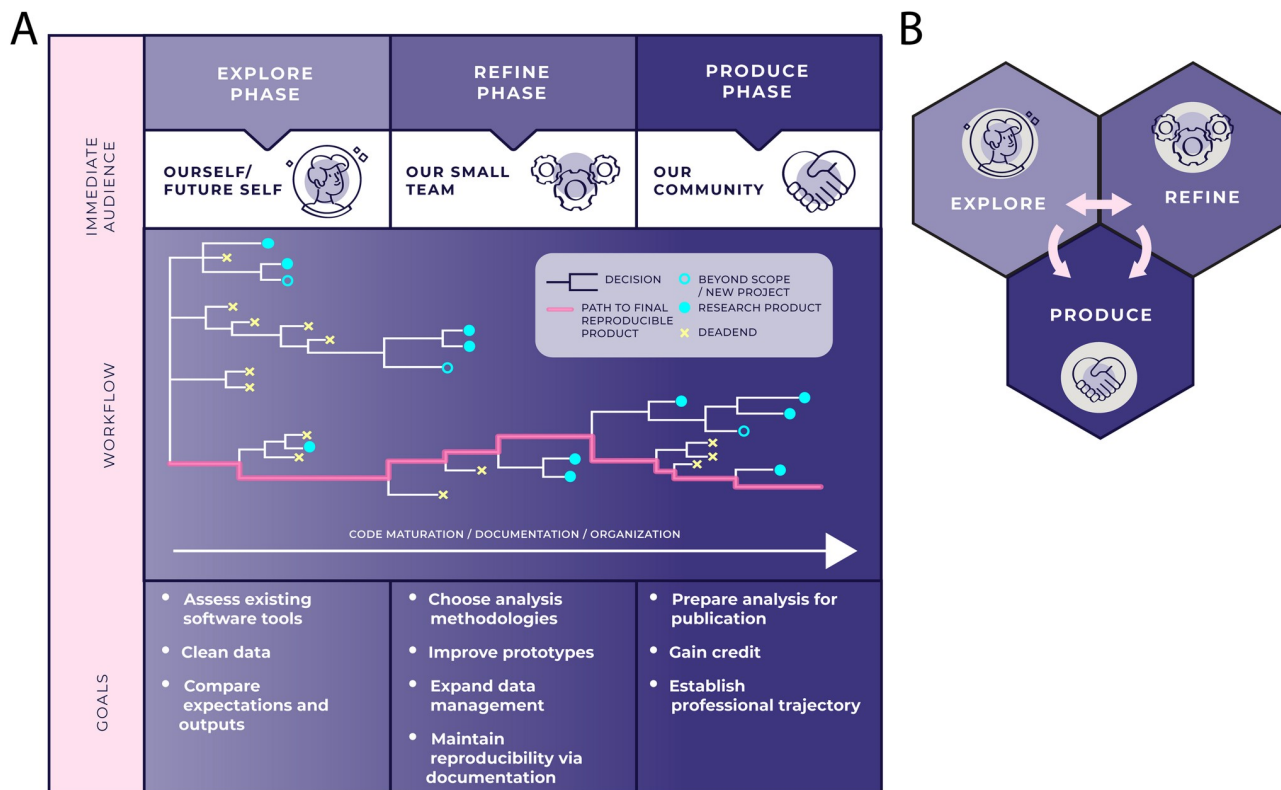 A
B
EXPLORE
PHASE
REFINE
PHASE
PRODUCE
PHASE
IMMEDIATE
AUDIENCE
OURSELF/
FUTURE SELF
OUR SMALL
TEAM
OUR
COMMUNITY
WORKFLOW
DECISION
PATH TO FINAL
REPRODUCIBLE
PRODUCT
BEYOND SCOPE
/ NEW PROJECT
RESEARCH PRODUCT
DEADEND
CODE MATURATION / DOCUMENTATION / ORGANIZATION
GOALS
• Assess existing
software tools
• Clean data
• Compare
expectations and
outputs
• Choose analysis
methodologies
• Improve prototypes
• Expand data
management
• Maintain
reproducibility via
documentation
• Prepare analysis for
publication
• Gain credit
• Establish
professional trajectory
EXPLORE
REFINE
PRODUCE